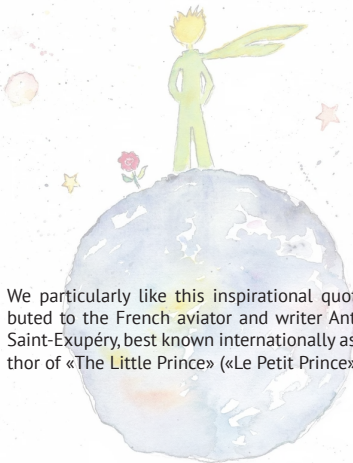 We particularly like this inspirational quot
buted to the French aviator and writer Ant
Saint-Exupéry, best known internationally as
thor of «The Little Prince» («Le Petit Prince»